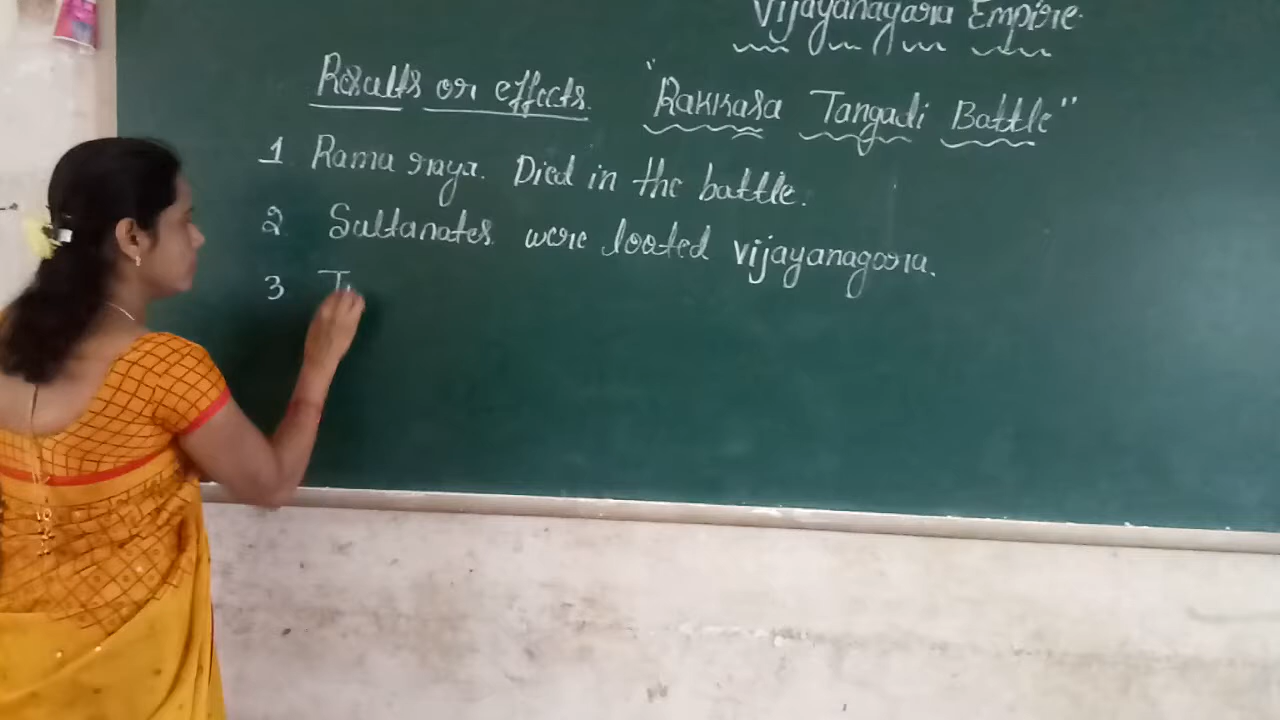 Vijayanagara Empire.
Results or effects. "Rakkasa Tangadi Battle"
1 Rama raya. Died in the battle.
2 Sultanates were looted vijayanagara.
3 T